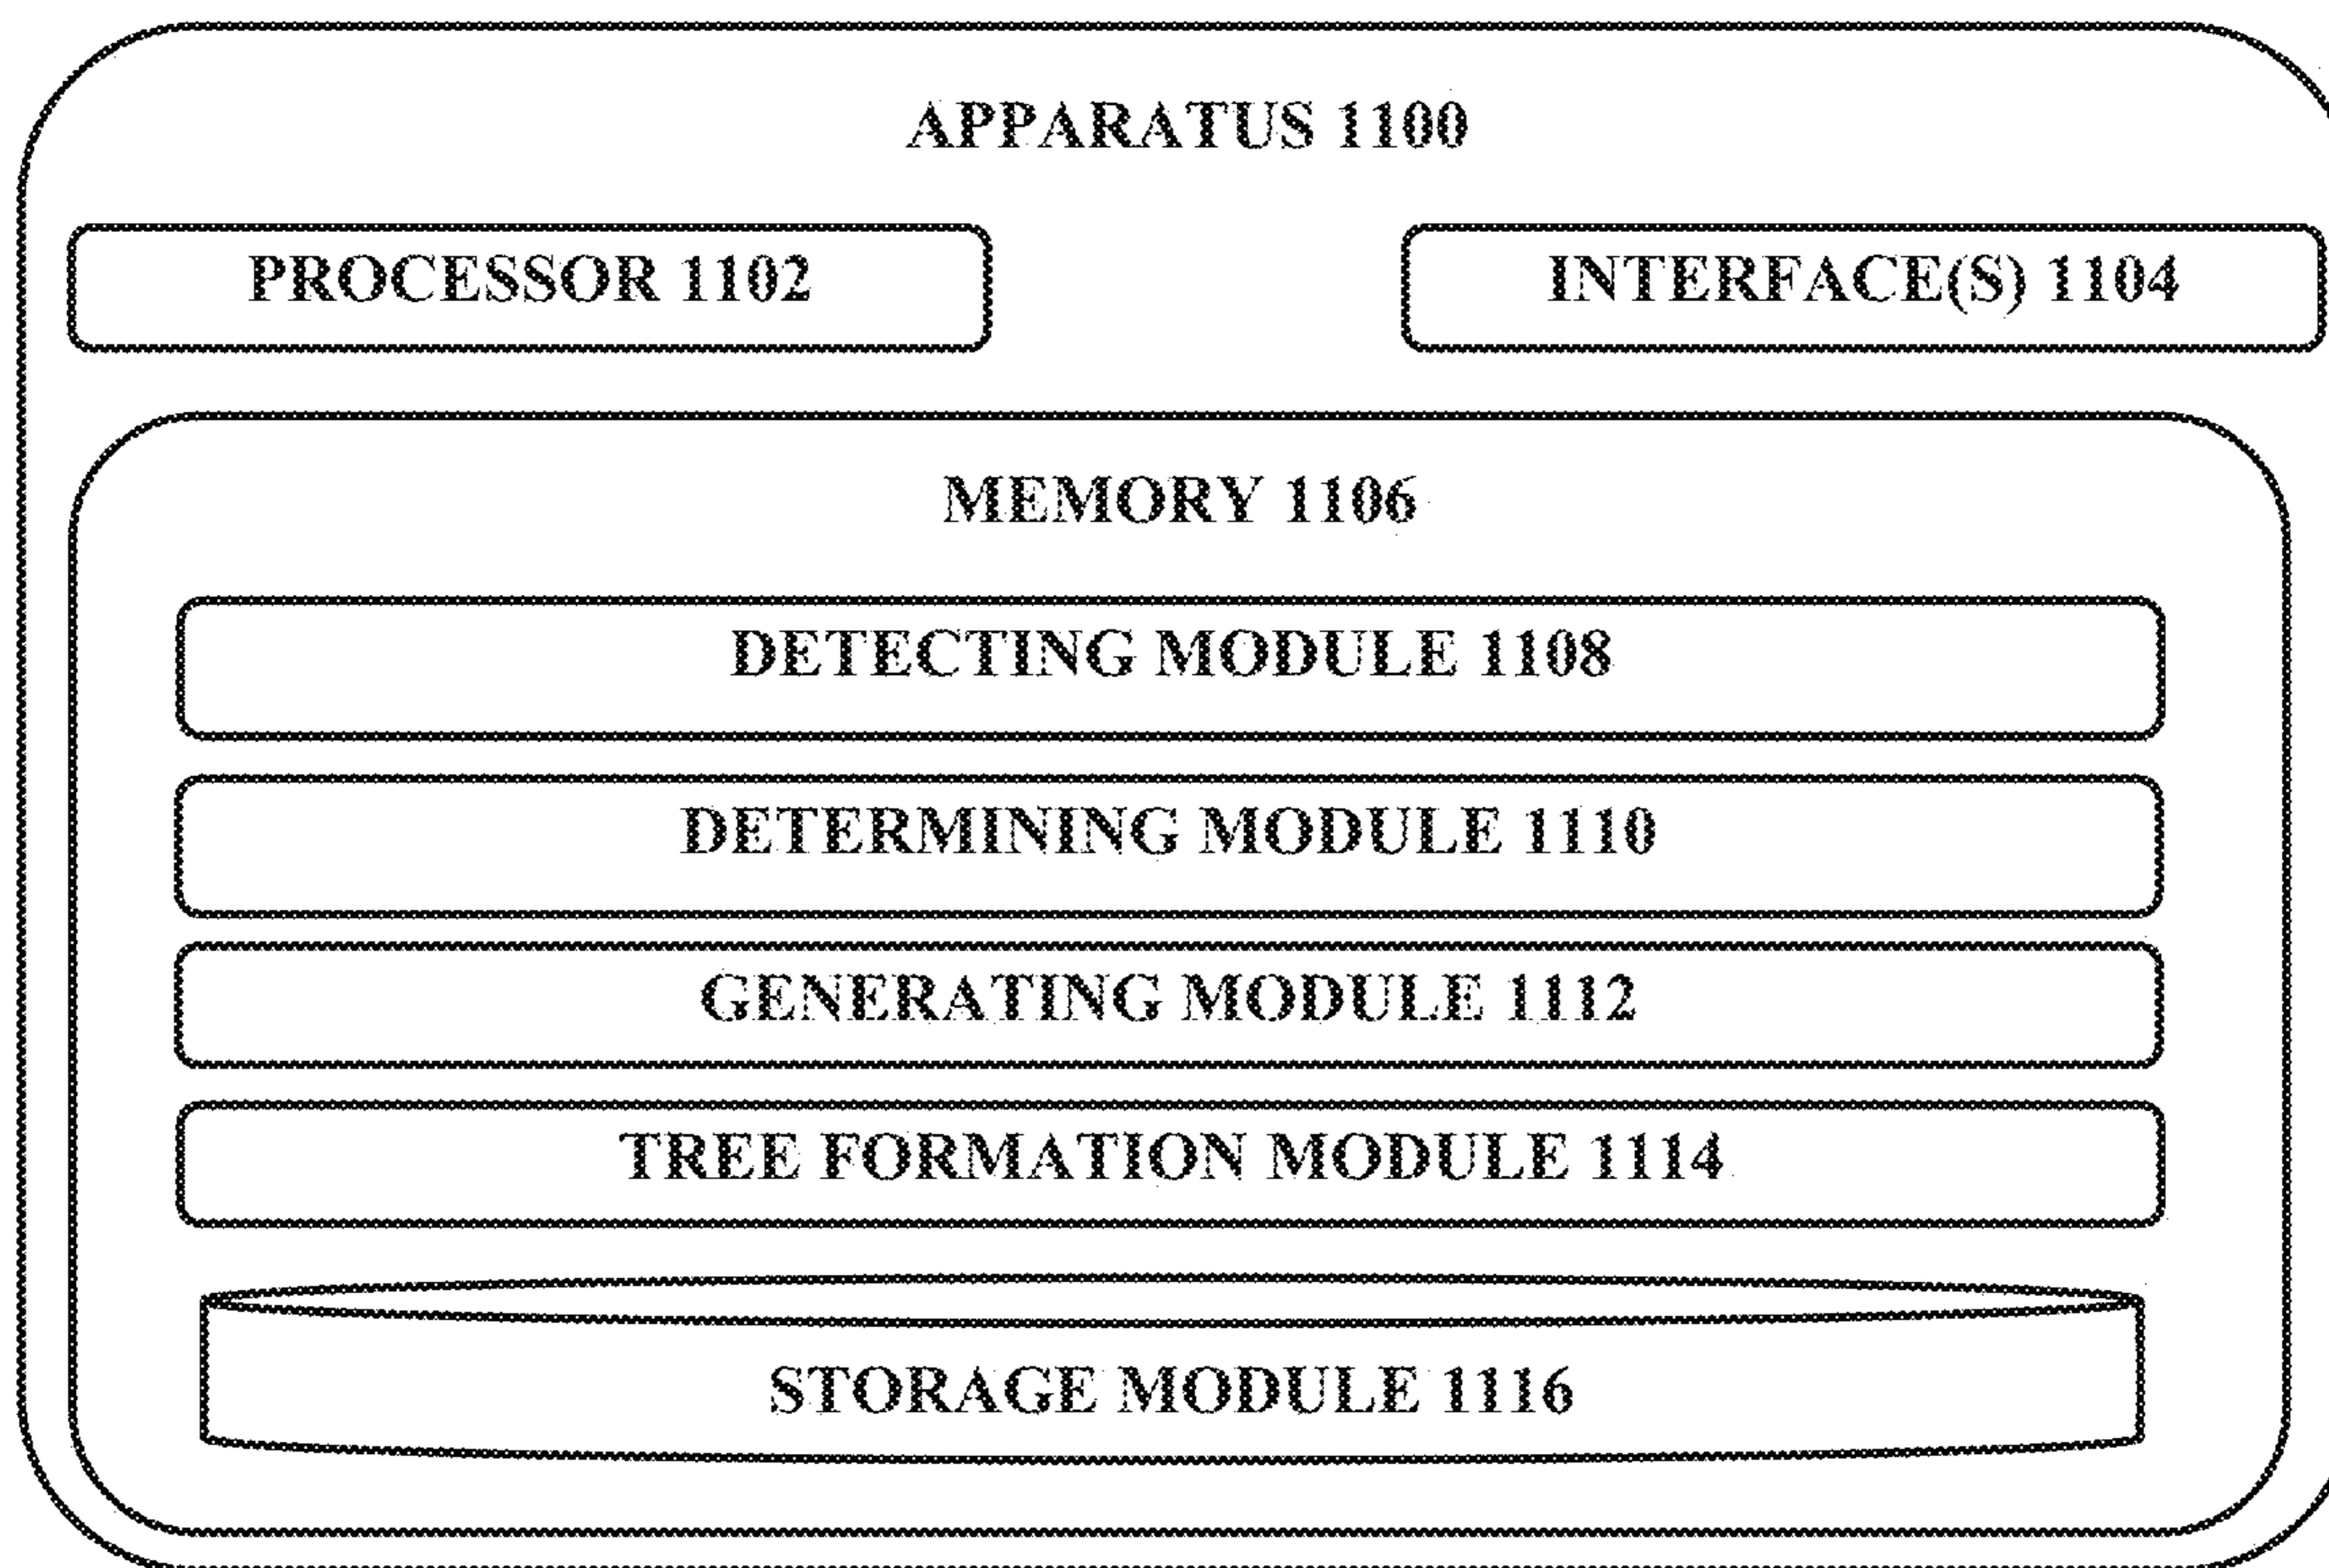 APPARATUS 1100
PROCESSOR 1102
INTERFACE(S) 1104
MEMORY 1106
DETECTING MODULE 1108
DETERMINING MODULE 1110
GENERATING MODULE 1112
TREE FORMATION MODULE 1114
STORAGE MODULE 1116